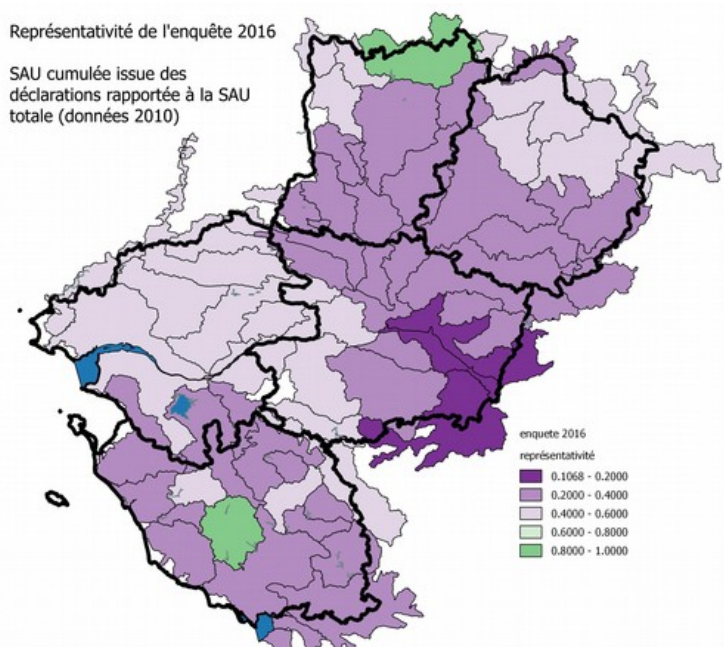 Représentativité de l'enquête 2016
SAU cumulée issue des
déclarations rapportée à la SAU
totale (données 2010)
enquete 2016
représentativité
0.1068 - 0.2000
0.2000 - 0.4000
0.4000 - 0.6000
0.6000 - 0.8000
0.8000 - 1.0000